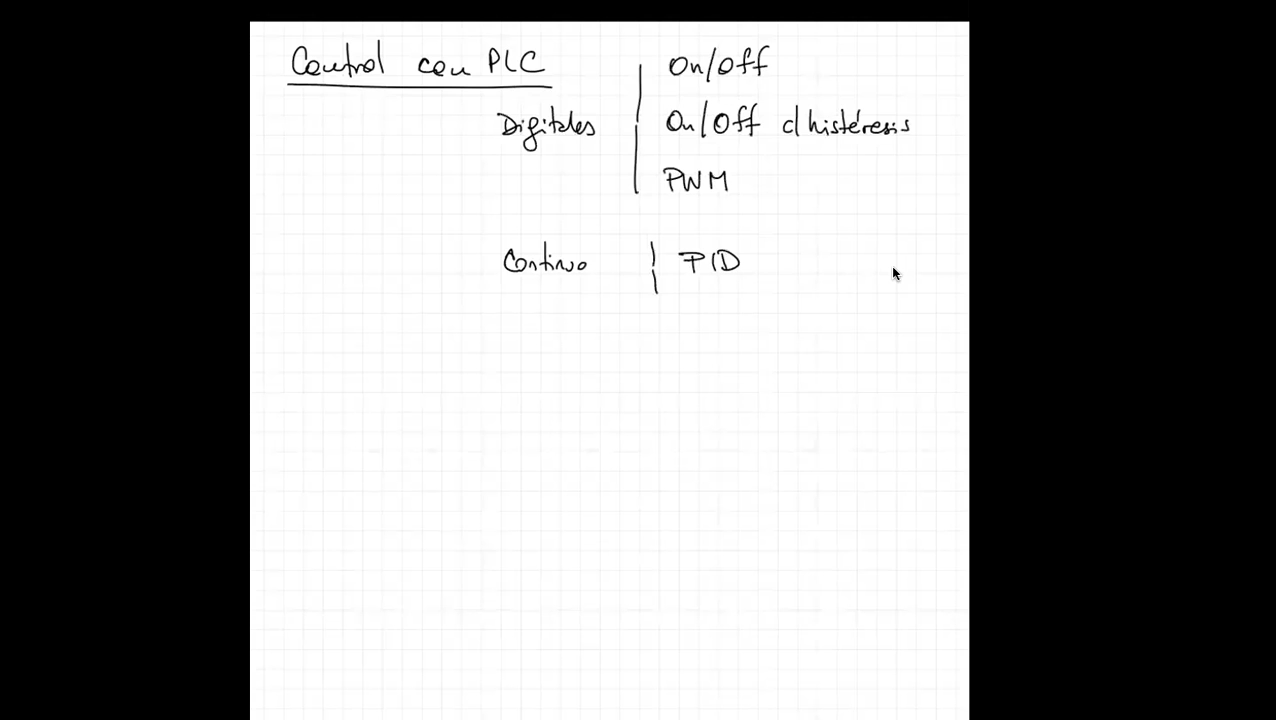 Control con PLC
On/Off
Digitales
On/Off c/histéresis
PWM
Continuo
PID